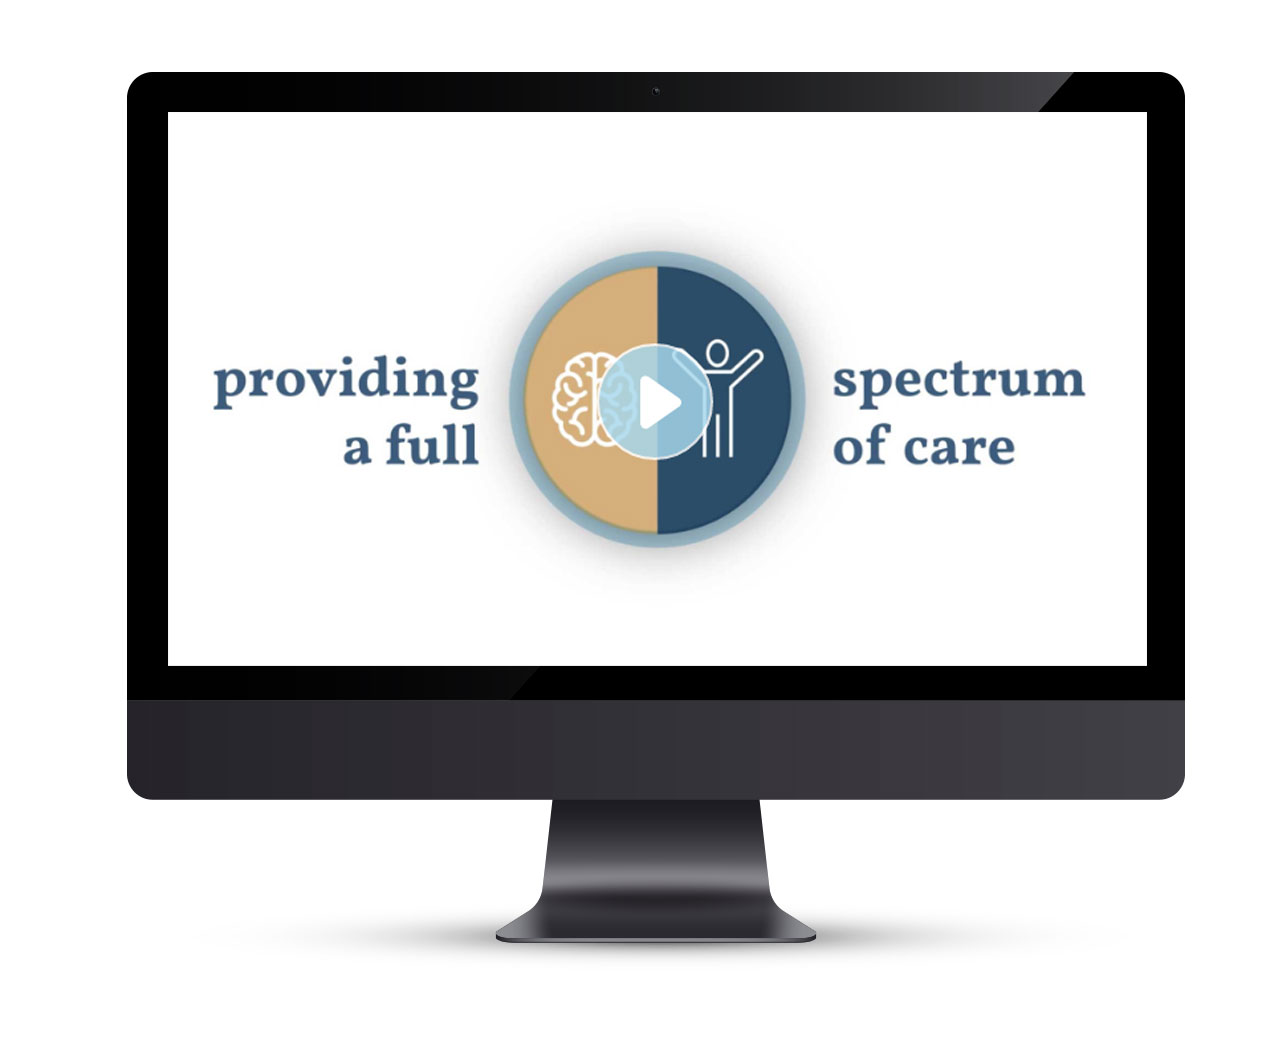 providing
a full
spectrum
of care